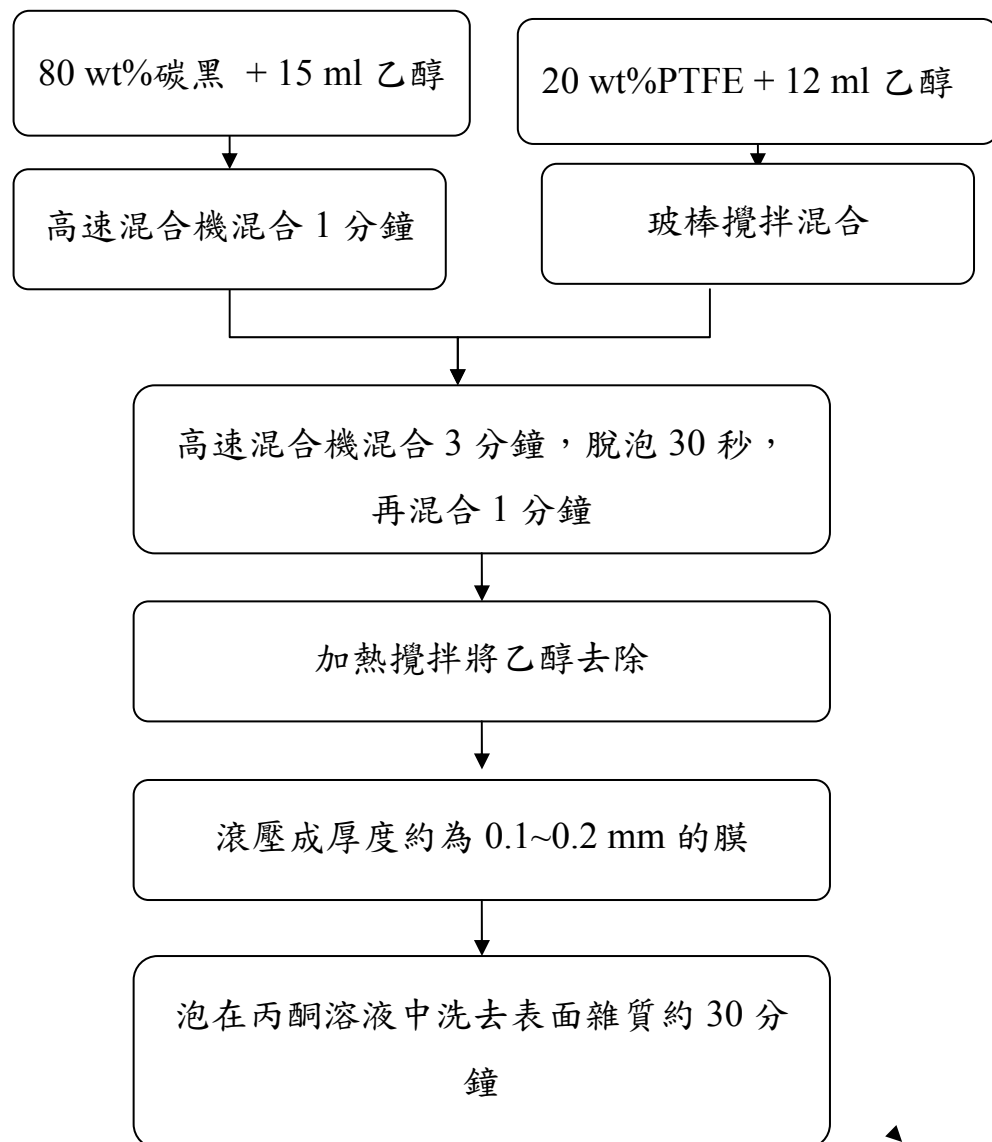 80 wt%碳黑 + 15 ml 乙醇
20 wt%PTFE + 12 ml 乙醇
高速混合機混合 1 分鐘
玻棒攪拌混合
高速混合機混合 3 分鐘，脫泡 30 秒，
再混合 1 分鐘
加熱攪拌將乙醇去除
滾壓成厚度約為 0.1~0.2 mm 的膜
泡在丙酮溶液中洗去表面雜質約 30 分
鐘